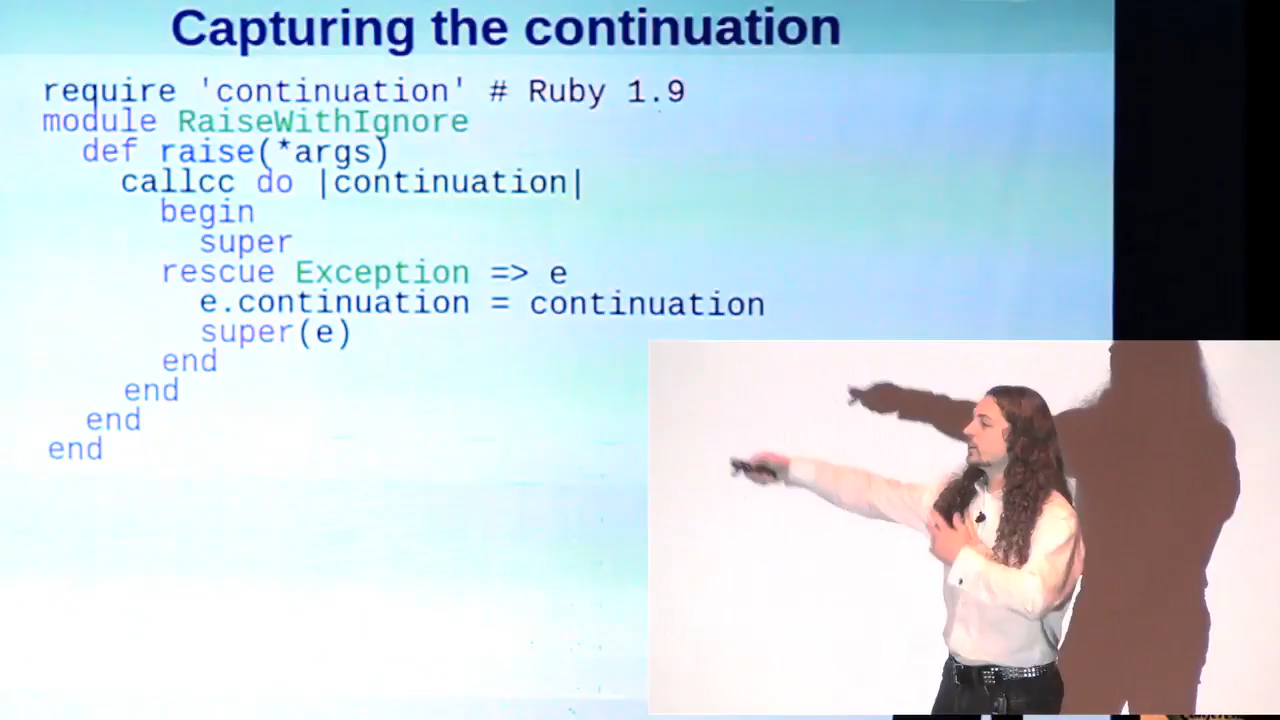 Capturing the continuation
require 'continuation' # Ruby 1.9
module RaiseWithIgnore
  def raise(*args)
    callcc do |continuation|
      begin
        super
      rescue Exception => e
        e.continuation = continuation
        super(e)
      end
    end
  end
end